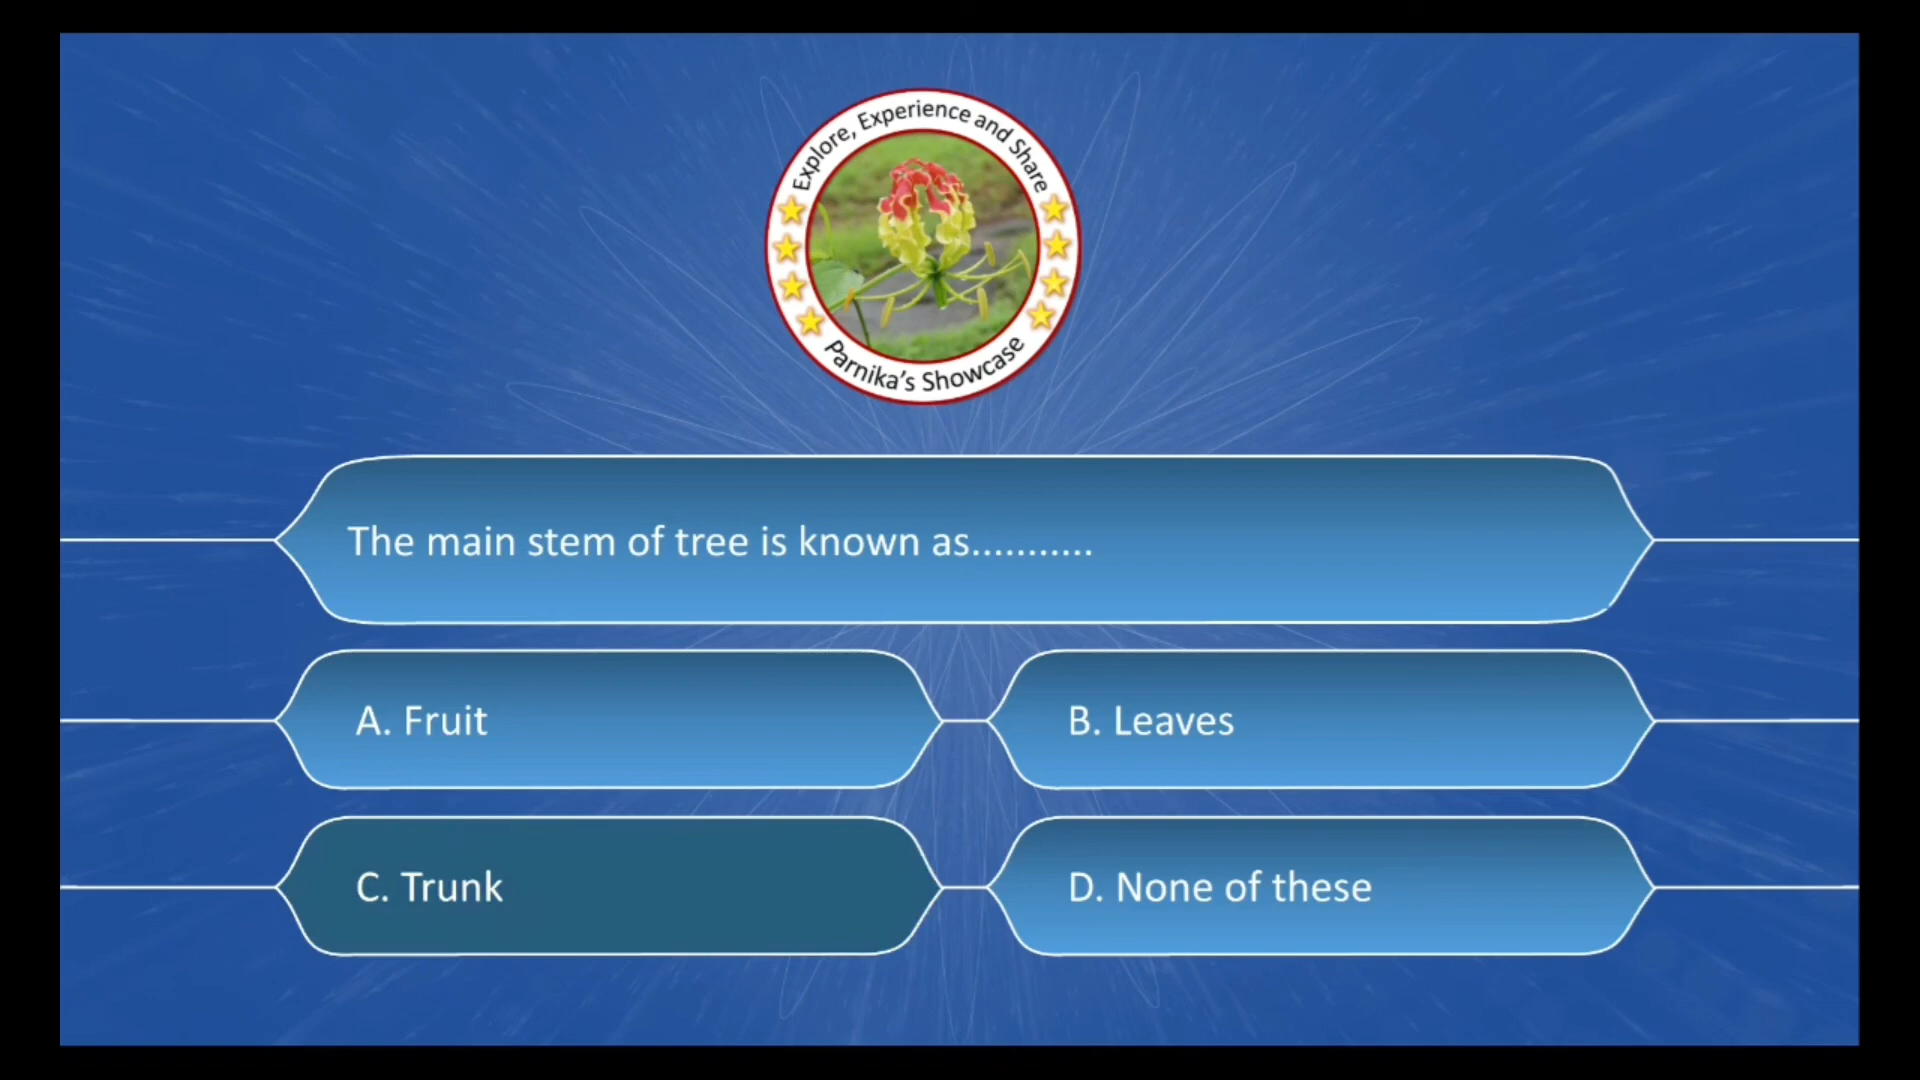 Explore, Experience and Share
Parnika's Showcase
The main stem of tree is known as...........
A. Fruit
B. Leaves
C. Trunk
D. None of these